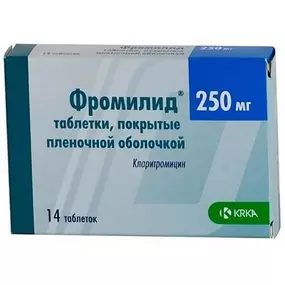 Фромилид®
250 мг
таблетки, покрытые
пленочной оболочкой
Кларитромицин
14 таблеток
KRKA